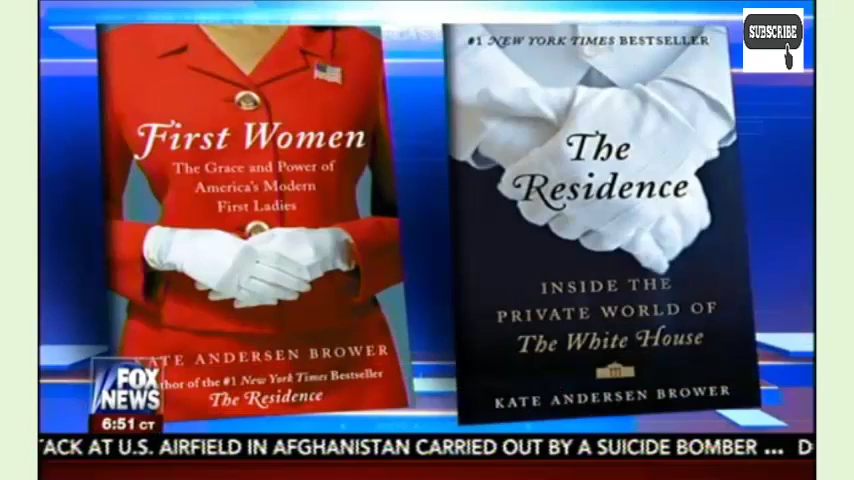 SUBSCRIBE
First Women
The Grace and Power of
America's Modern
First Ladies
KATE ANDERSEN BROWER
thor of the #1 New York Times Bestseller
The Residence
#1 NEW YORK TIMES BESTSELLER
The
Residence
INSIDE THE
PRIVATE WORLD OF
The White House
KATE ANDERSEN BROWER
FOX
NEWS
6:51 CT
TACK AT U.S. AIRFIELD IN AFGHANISTAN CARRIED OUT BY A SUICIDE BOMBER ... D